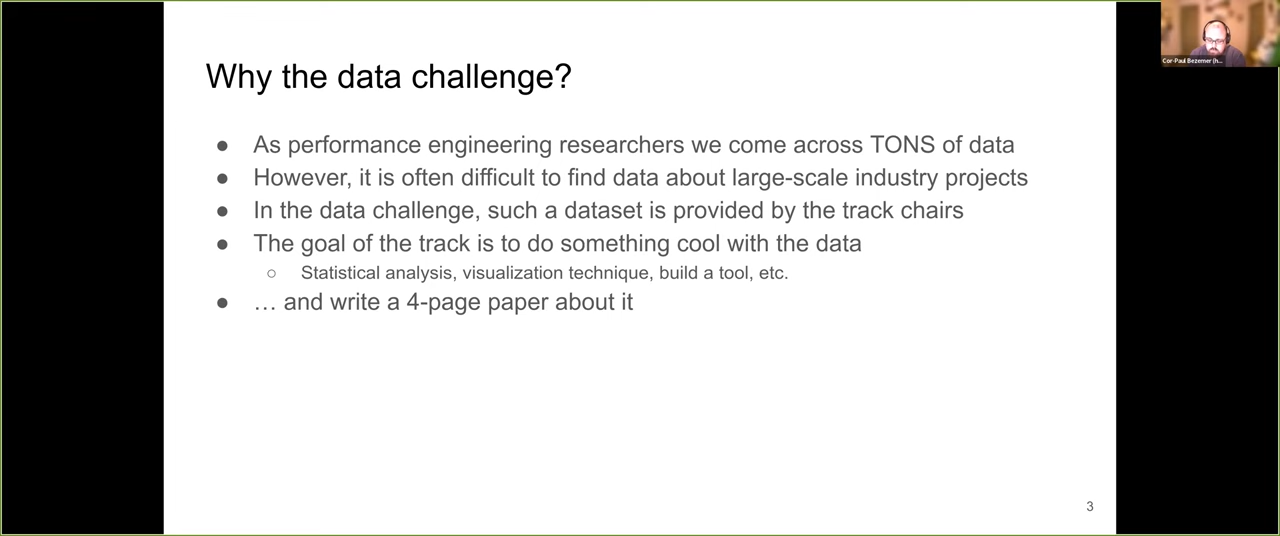 Why the data challenge?
● As performance engineering researchers we come across TONS of data
● However, it is often difficult to find data about large-scale industry projects
● In the data challenge, such a dataset is provided by the track chairs
● The goal of the track is to do something cool with the data
○ Statistical analysis, visualization technique, build a tool, etc.
● … and write a 4-page paper about it
3
Cor-Paul Bezemer (h...